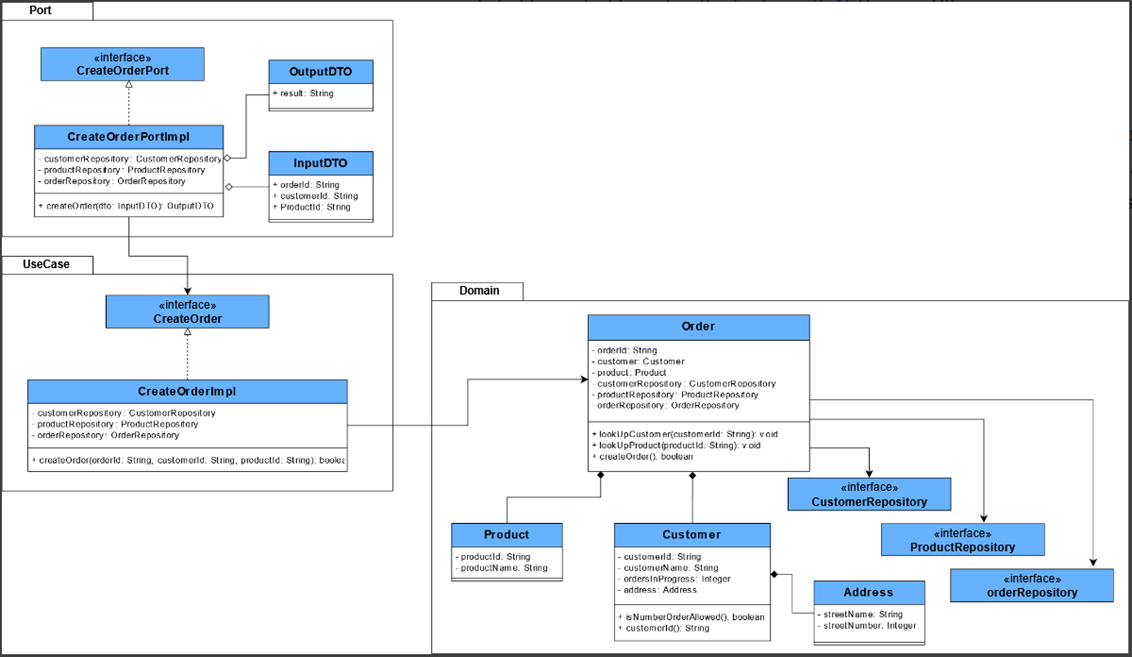 Port
«interface»
CreateOrderPort
OutputDTO
+ result: String
CreateOrderPortImpl
- customerRepository: CustomerRepository
- productRepository: ProductRepository
- orderRepository: OrderRepository
+ createOrder(dto: InputDTO): OutputDTO
InputDTO
+ orderId: String
+ customerId: String
+ ProductId: String
UseCase
«interface»
CreateOrder
CreateOrderImpl
- customerRepository: CustomerRepository
- productRepository: ProductRepository
- orderRepository: OrderRepository
+ createOrder(orderId: String, customerId: String, productId: String): boolea
Domain
Order
- orderId: String
- customer: Customer
- product: Product
- customerRepository: CustomerRepository
- productRepository: ProductRepository
- orderRepository: OrderRepository
+ lookUpCustomer(customerId: String): void
+ lookUpProduct(productId: String): void
+ createOrder(): boolean
«interface»
CustomerRepository
«interface»
ProductRepository
«interface»
orderRepository
Product
- productId: String
- productName: String
Customer
- customerId: String
- customerName: String
- ordersInProgress: Integer
- address: Address
+ isNumberOrderAllowed(): boolean
+ customerId(): String
Address
- streetName: String
- streetNumber: Integer